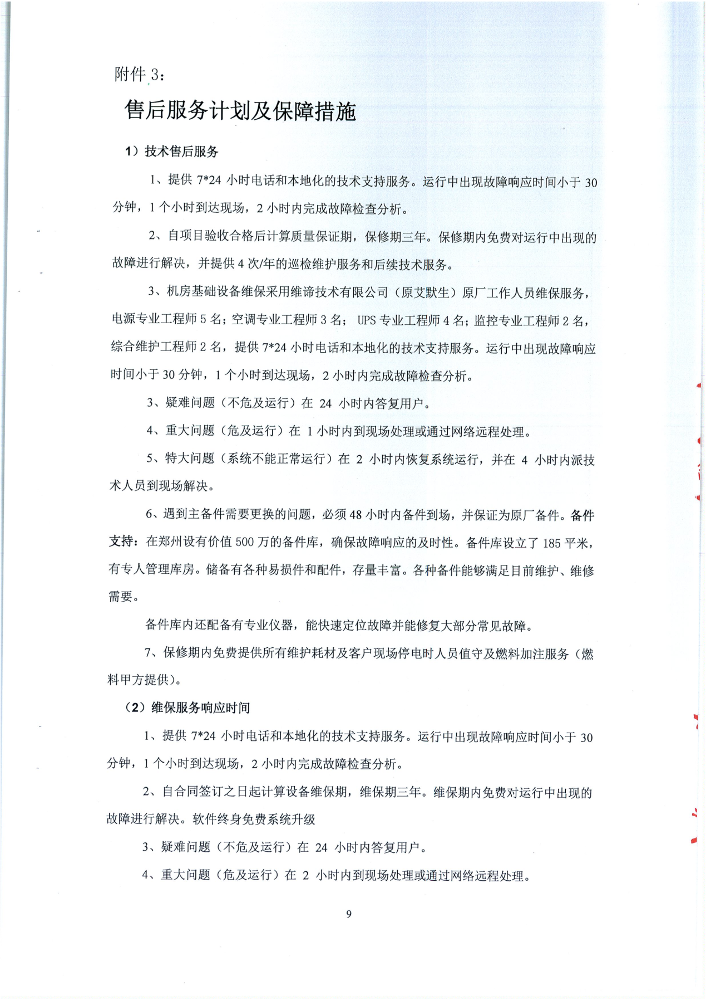 附件 3:
售后服务计划及保障措施
1）技术售后服务
1、提供 7*24 小时电话和本地化的技术支持服务。运行中出现故障响应时间小于 30
分钟，1 个小时到达现场，2 小时内完成故障检查分析。
2、自项目验收合格后计算质量保证期，保修期三年。保修期内免费对运行中出现的
故障进行解决，并提供 4 次/年的巡检维护服务和后续技术服务。
3、机房基础设备维保采用维谛技术有限公司（原艾默生）原厂工作人员维保服务，
电源专业工程师 5 名；空调专业工程师 3 名； UPS 专业工程师 4 名；监控专业工程师 2 名，
综合维护工程师 2 名，提供 7*24 小时电话和本地化的技术支持服务。运行中出现故障响应
时间小于 30 分钟，1 个小时到达现场，2 小时内完成故障检查分析。
3、疑难问题（不危及运行）在 24 小时内答复用户。
4、重大问题（危及运行）在 1 小时内到现场处理或通过网络远程处理。
5、特大问题（系统不能正常运行）在 2 小时内恢复系统运行，并在 4 小时内派技
术人员到现场解决。
6、遇到主备件需要更换的问题，必须 48 小时内备件到场，并保证为原厂备件。备件
支持：在郑州设有价值 500 万的备件库，确保故障响应的及时性。备件库设立了 185 平米，
有专人管理库房。储备有各种易损件和配件，存量丰富。各种备件能够满足目前维护、维修
需要。
备件库内还配备有专业仪器，能快速定位故障并能修复大部分常见故障。
7、保修期内免费提供所有维护耗材及客户现场停电时人员值守及燃料加注服务（燃
料甲方提供）。
（2）维保服务响应时间
1、提供 7*24 小时电话和本地化的技术支持服务。运行中出现故障响应时间小于 30
分钟，1 个小时到达现场，2 小时内完成故障检查分析。
2、自合同签订之日起计算设备维保期，维保期三年。维保期内免费对运行中出现的
故障进行解决。软件终身免费系统升级
3、疑难问题（不危及运行）在 24 小时内答复用户。
4、重大问题（危及运行）在 2 小时内到现场处理或通过网络远程处理。
9